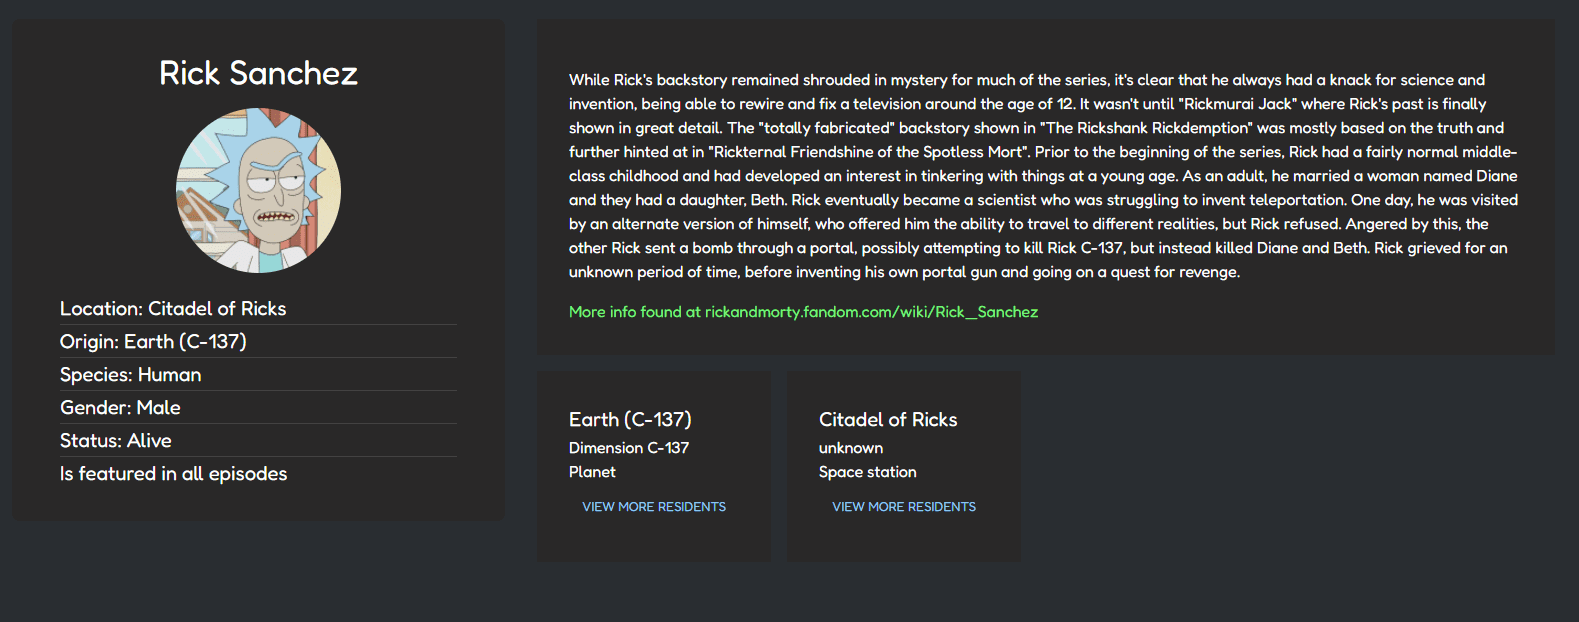 Rick Sanchez
Location: Citadel of Ricks
Origin: Earth (C-137)
Species: Human
Gender: Male
Status: Alive
Is featured in all episodes
While Rick's backstory remained shrouded in mystery for much of the series, it's clear that he always had a knack for science and
invention, being able to rewire and fix a television around the age of 12. It wasn't until "Rickmurai Jack" where Rick's past is finally
shown in great detail. The "totally fabricated" backstory shown in "The Rickshank Rickdemption" was mostly based on the truth and
further hinted at in "Rickternal Friendshine of the Spotless Mort". Prior to the beginning of the series, Rick had a fairly normal middle-
class childhood and had developed an interest in tinkering with things at a young age. As an adult, he married a woman named Diane
and they had a daughter, Beth. Rick eventually became a scientist who was struggling to invent teleportation. One day, he was visited
by an alternate version of himself, who offered him the ability to travel to different realities, but Rick refused. Angered by this, the
other Rick sent a bomb through a portal, possibly attempting to kill Rick C-137, but instead killed Diane and Beth. Rick grieved for an
unknown period of time, before inventing his own portal gun and going on a quest for revenge.
More info found at rickandmorty.fandom.com/wiki/Rick_Sanchez
Earth (C-137)
Dimension C-137
Planet
VIEW MORE RESIDENTS
Citadel of Ricks
unknown
Space station
VIEW MORE RESIDENTS